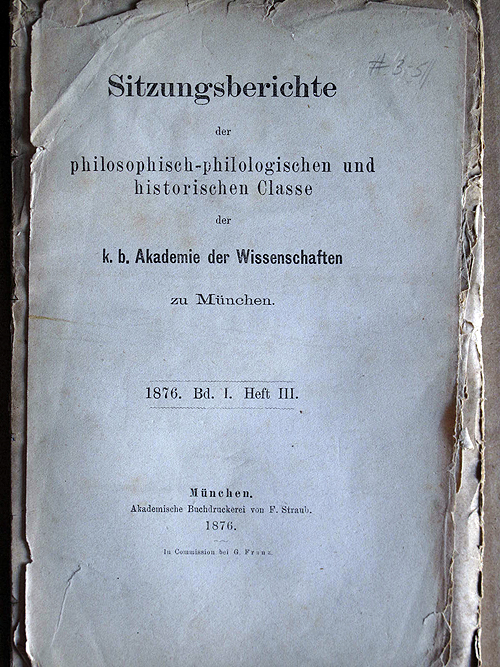 # 3-51
Sitzungsberichte
der
philosophisch-philologischen und
historischen Classe
der
k. b. Akademie der Wissenschaften
zu München.
1876. Bd. I. Heft III.
München.
Akademische Buchdruckerei von F. Straub.
1876.
In Commission bei G. Franz.